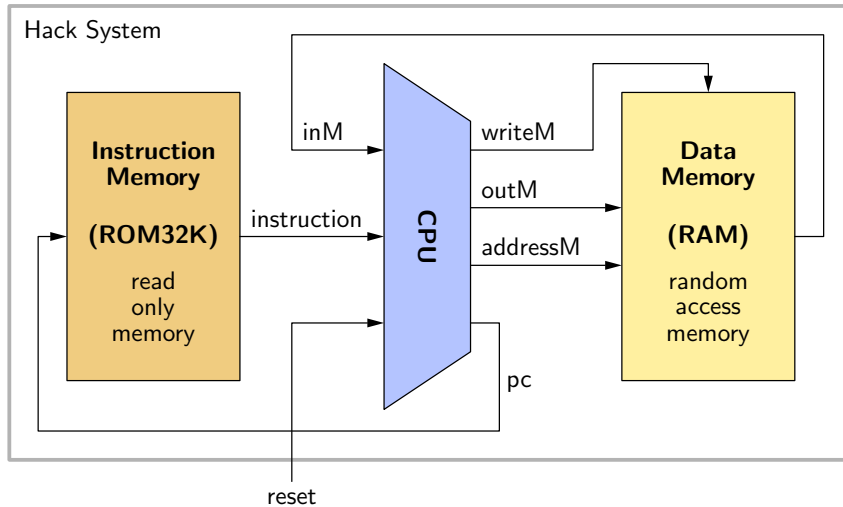 Hack System
Instruction
Memory
(ROM32K)
read
only
memory
instruction
inM
CPU
writeM
outM
addressM
pc
Data
Memory
(RAM)
random
access
memory
reset